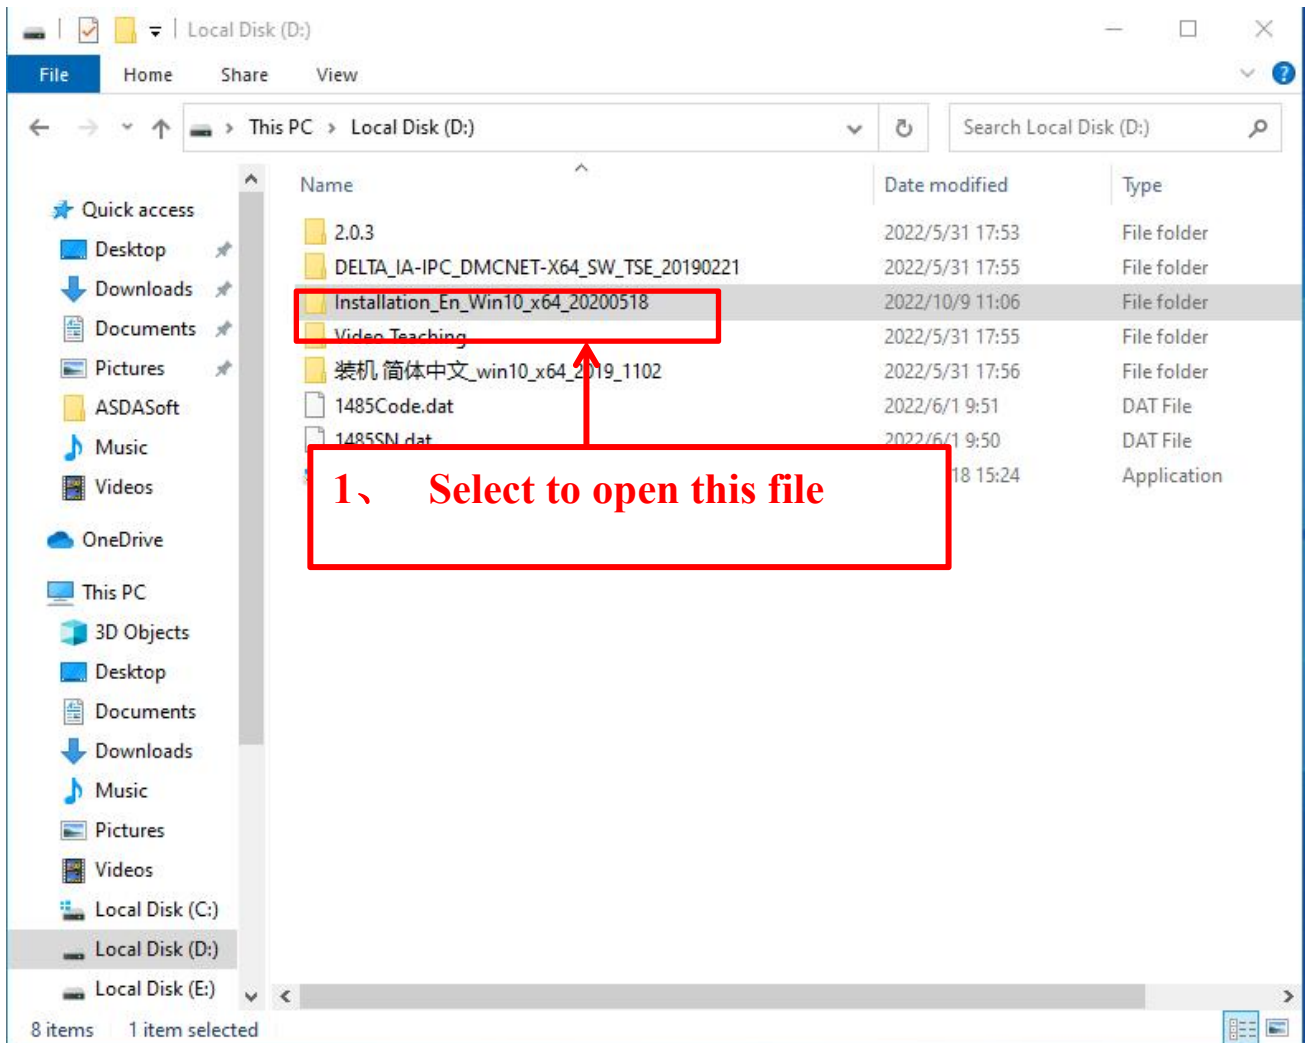 Local Disk (D:)
File Home Share View
This PC > Local Disk (D:)
Search Local Disk (D:)
Name Date modified Type
Quick access
Desktop
Downloads
Documents
Pictures
ASDASoft
Music
Videos
OneDrive
This PC
3D Objects
Desktop
Documents
Downloads
Music
Pictures
Videos
Local Disk (C:)
Local Disk (D:)
Local Disk (E:)
2.0.3 2022/5/31 17:53 File folder
DELTA_IA-IPC_DMCNET-X64_SW_TSE_20190221 2022/5/31 17:55 File folder
Installation_En_Win10_x64_20200518 2022/10/9 11:06 File folder
Video Teaching 2022/5/31 17:55 File folder
装机 简体中文_win10_x64_2019_1102 2022/5/31 17:56 File folder
1485Code.dat 2022/6/1 9:51 DAT File
1485SN.dat 2022/6/1 9:50 DAT File
18 15:24 Application
1、 Select to open this file
8 items 1 item selected